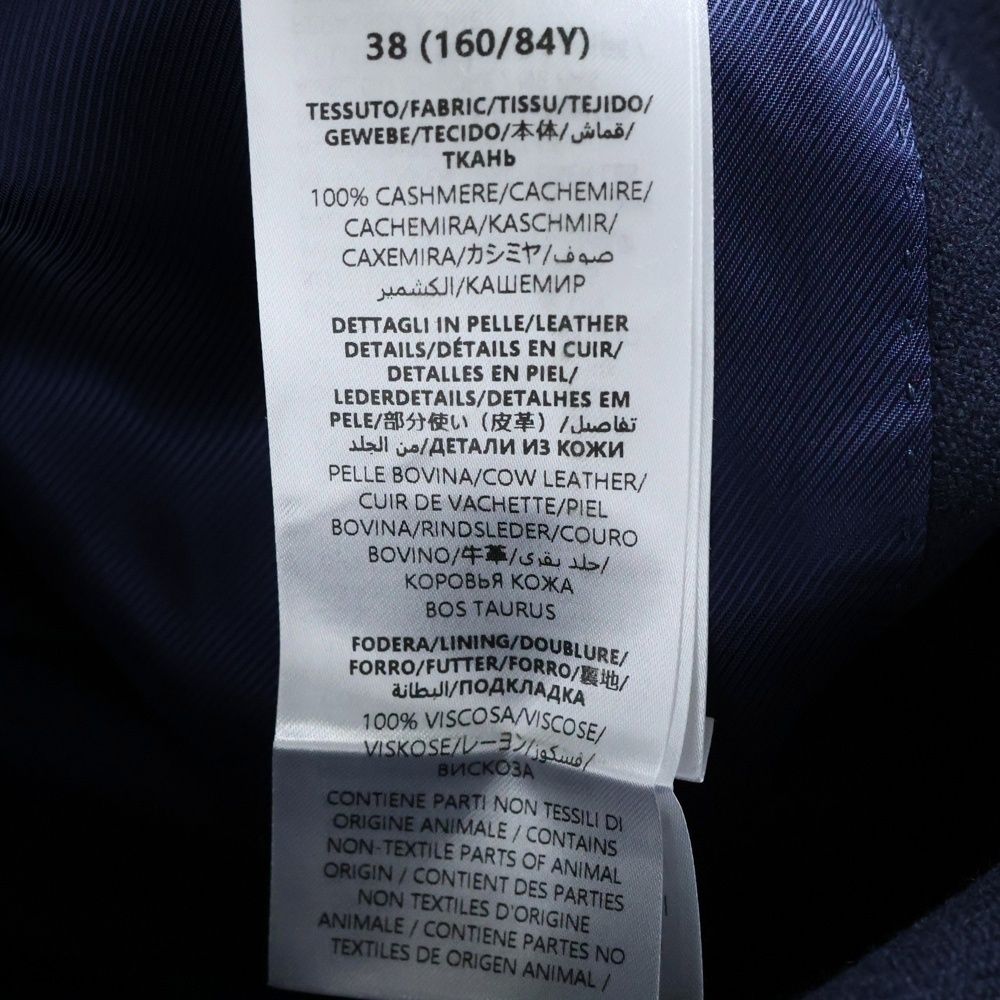 38 (160/84Y)
TESSUTO/FABRIC/TISSU/TEJIDO/
GEWEBE/TECIDO/本体/قماش/
ТКАНЬ
100% CASHMERE/CACHEMIRE/
CACHEMIRA/KASCHMIR/
CAXEMIRA/カシミヤ/صوف
الكشمير/КАШЕМИР
DETTAGLI IN PELLE/LEATHER
DETAILS/DÉTAILS EN CUIR/
DETALLES EN PIEL/
LEDERDETAILS/DETALHES EM
PELE/部分使い（皮革）/تفاصيل
من الجلد/ДЕТАЛИ ИЗ КОЖИ
PELLE BOVINA/COW LEATHER/
CUIR DE VACHETTE/PIEL
BOVINA/RINDSLEDER/COURO
BOVINO/牛革/جلد بقري/
КОРОВЬЯ КОЖА
BOS TAURUS
FODERA/LINING/DOUBLURE/
FORRO/FUTTER/FORRO/裏地/
البطانة/ПОДКЛАДКА
100% VISCOSA/VISCOSE/
VISKOSE/レーヨン/فسكوز/
ВИСКОЗА
CONTIENE PARTI NON TESSILI DI
ORIGINE ANIMALE / CONTAINS
NON-TEXTILE PARTS OF ANIMAL
ORIGIN / CONTIENT DES PARTIES
NON TEXTILES D'ORIGINE
ANIMALE / CONTIENE PARTES NO
TEXTILES DE ORIGEN ANIMAL /